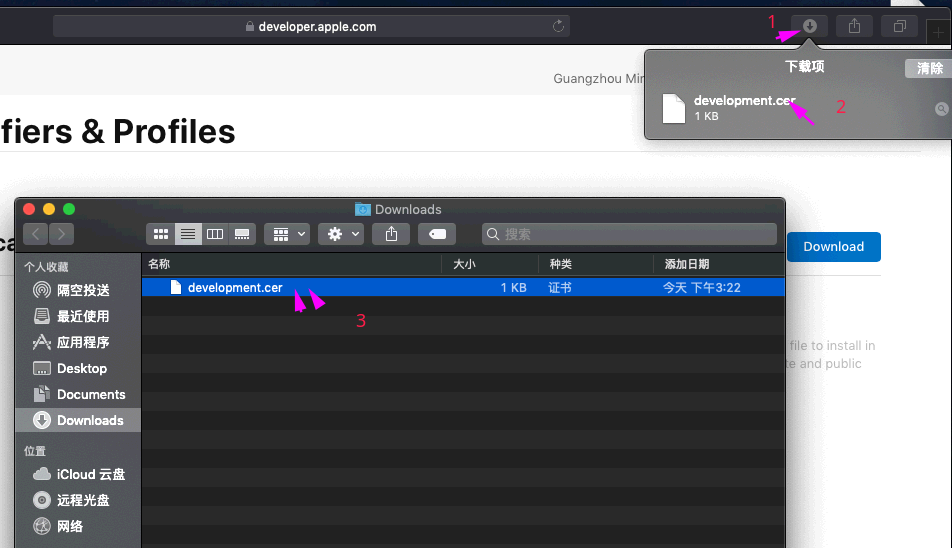 developer.apple.com
1
下载项
清除
Guangzhou
development.cer
2
1 KB
fiers & Profiles
Downloads
搜索
Download
个人收藏
名称
大小
种类
添加日期
隔空投送
development.cer
1 KB
证书
今天 下午3:22
最近使用
3
应用程序
file to install in
Desktop
and public
Documents
Downloads
位置
iCloud 云盘
远程光盘
网络